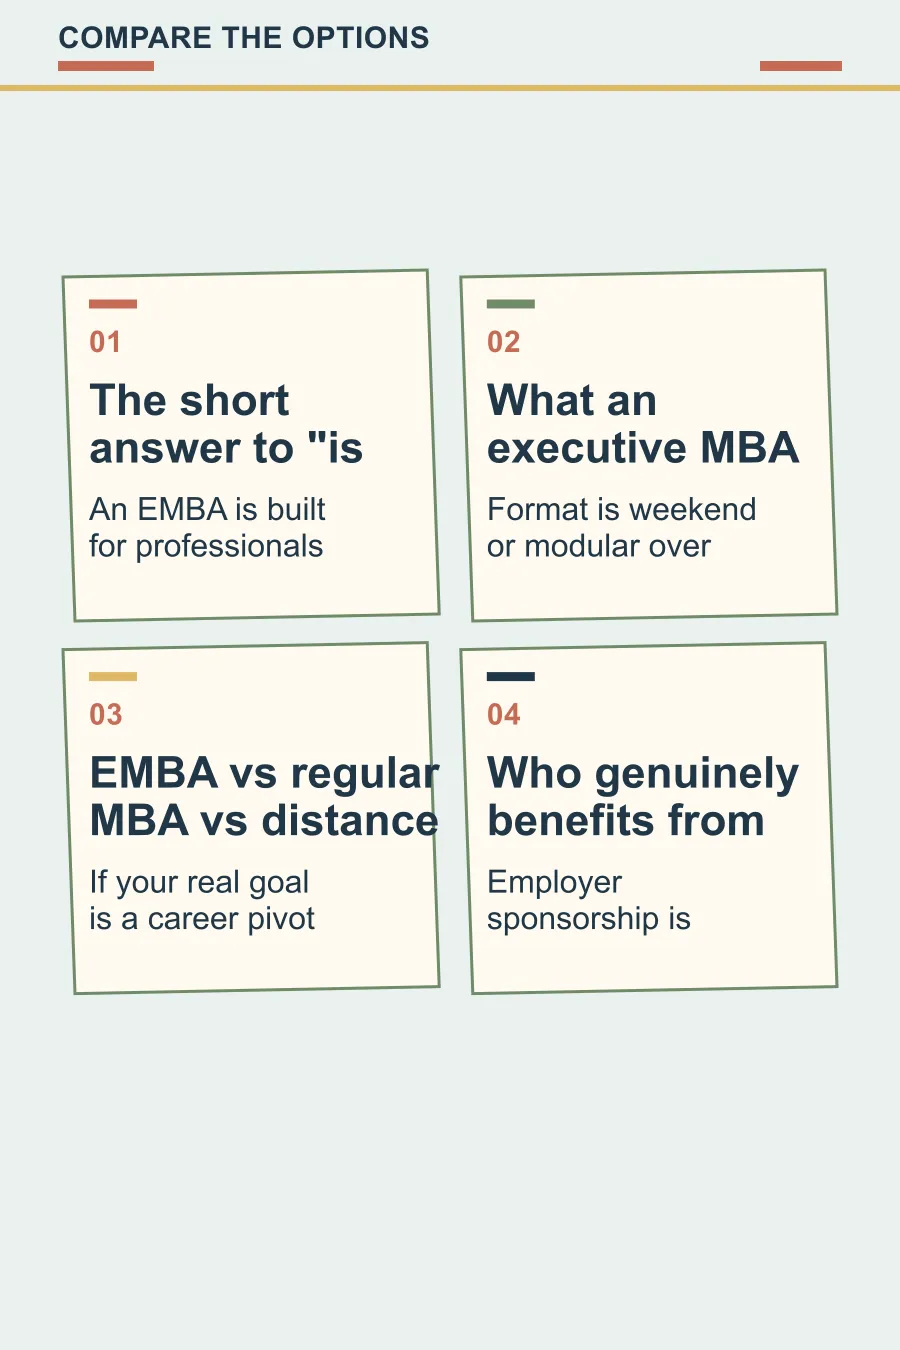 COMPARE THE OPTIONS
01
The short
answer to "is
An EMBA is built
for professionals
02
What an
executive MBA
Format is weekend
or modular over
03
EMBA vs regular
MBA vs distance
If your real goal
is a career pivot
04
Who genuinely
benefits from
Employer
sponsorship is